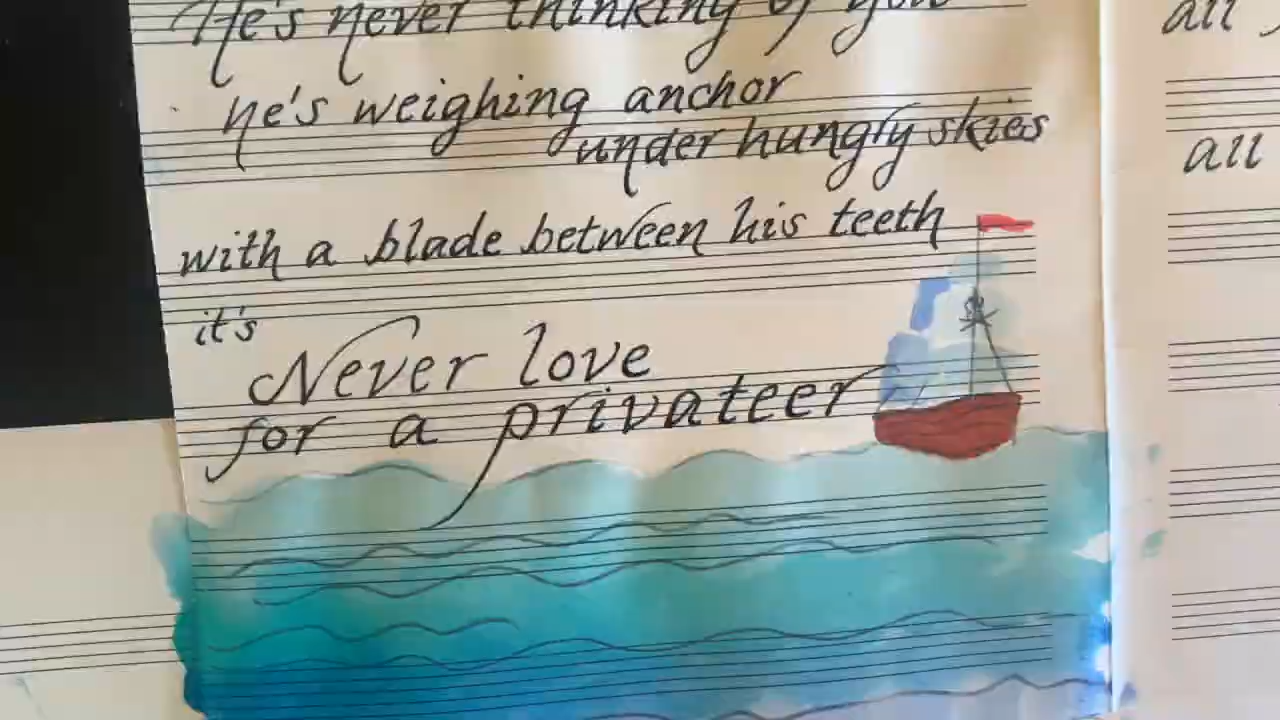 He's never thinking of you
he's weighing anchor
under hungry skies
with a blade between his teeth
it's
Never love
for a privateer
all
all